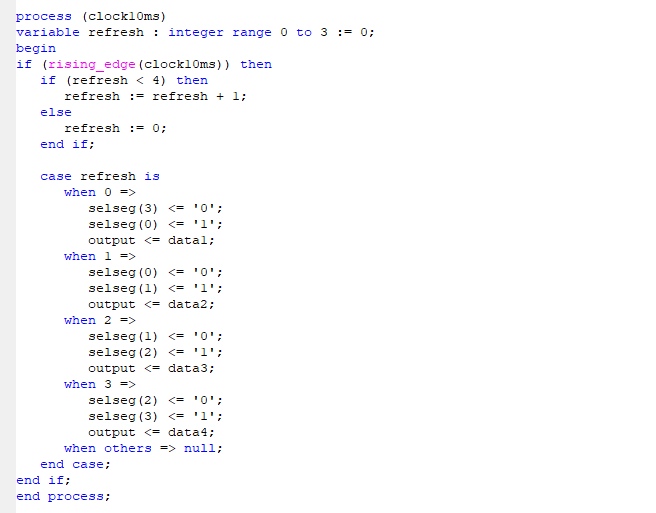 process (clock10ms)
variable refresh : integer range 0 to 3 := 0;
begin
if (rising_edge(clock10ms)) then
if (refresh < 4) then
refresh := refresh + 1;
else
refresh := 0;
end if;
case refresh is
when 0 =>
selseg(3) <= '0';
selseg(0) <= '1';
output <= data1;
when 1 =>
selseg(0) <= '0';
selseg(1) <= '1';
output <= data2;
when 2 =>
selseg(1) <= '0';
selseg(2) <= '1';
output <= data3;
when 3 =>
selseg(2) <= '0';
selseg(3) <= '1';
output <= data4;
when others => null;
end case;
end if;
end process;